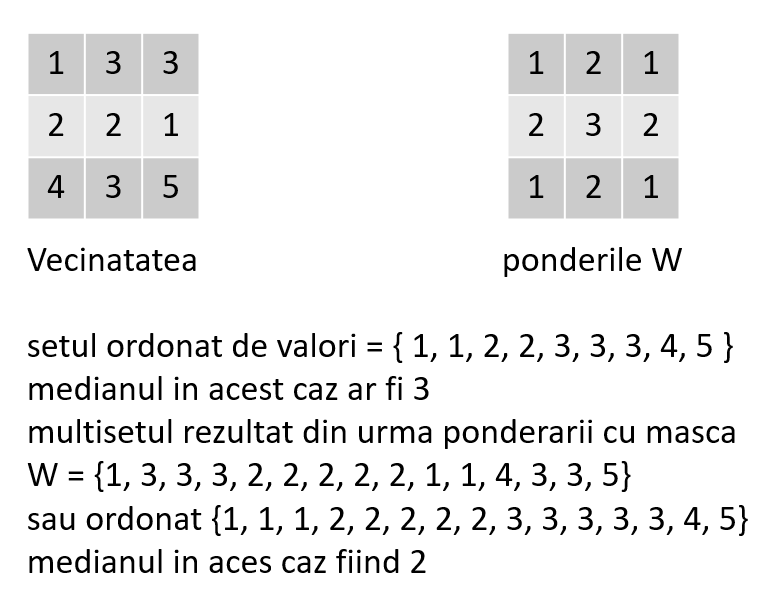 1 3 3 1 2 1
2 2 1 2 3 2
4 3 5 1 2 1
Vecinatatea ponderile W
setul ordonat de valori = { 1, 1, 2, 2, 3, 3, 3, 4, 5 }
medianul in acest caz ar fi 3
multisetul rezultat din urma ponderarii cu masca
W = {1, 3, 3, 3, 2, 2, 2, 2, 2, 1, 1, 4, 3, 3, 5}
sau ordonat {1, 1, 1, 2, 2, 2, 2, 2, 3, 3, 3, 3, 3, 4, 5}
medianul in aces caz fiind 2